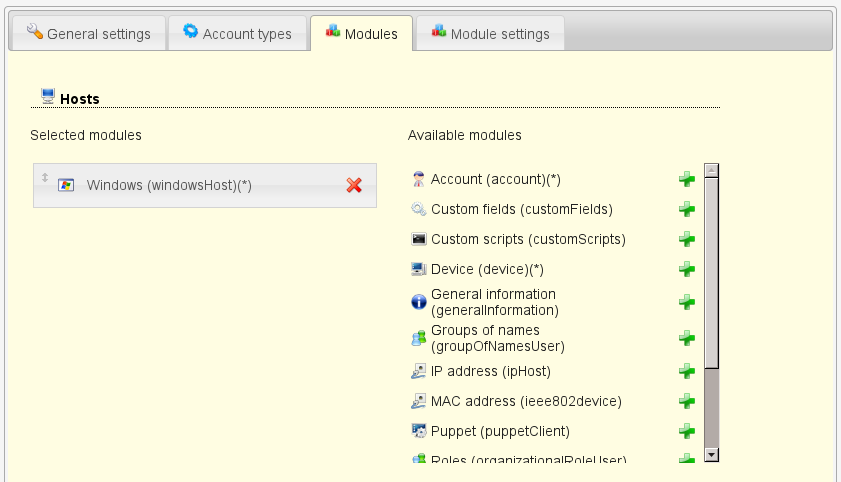 General settings
Account types
Modules
Module settings
Hosts
Selected modules
Available modules
Windows (windowsHost)(*)
Account (account)(*)
Custom fields (customFields)
Custom scripts (customScripts)
Device (device)(*)
General information
(generalInformation)
Groups of names
(groupOfNamesUser)
IP address (ipHost)
MAC address (ieee802device)
Puppet (puppetClient)
Roles (organizationalRoleUser)